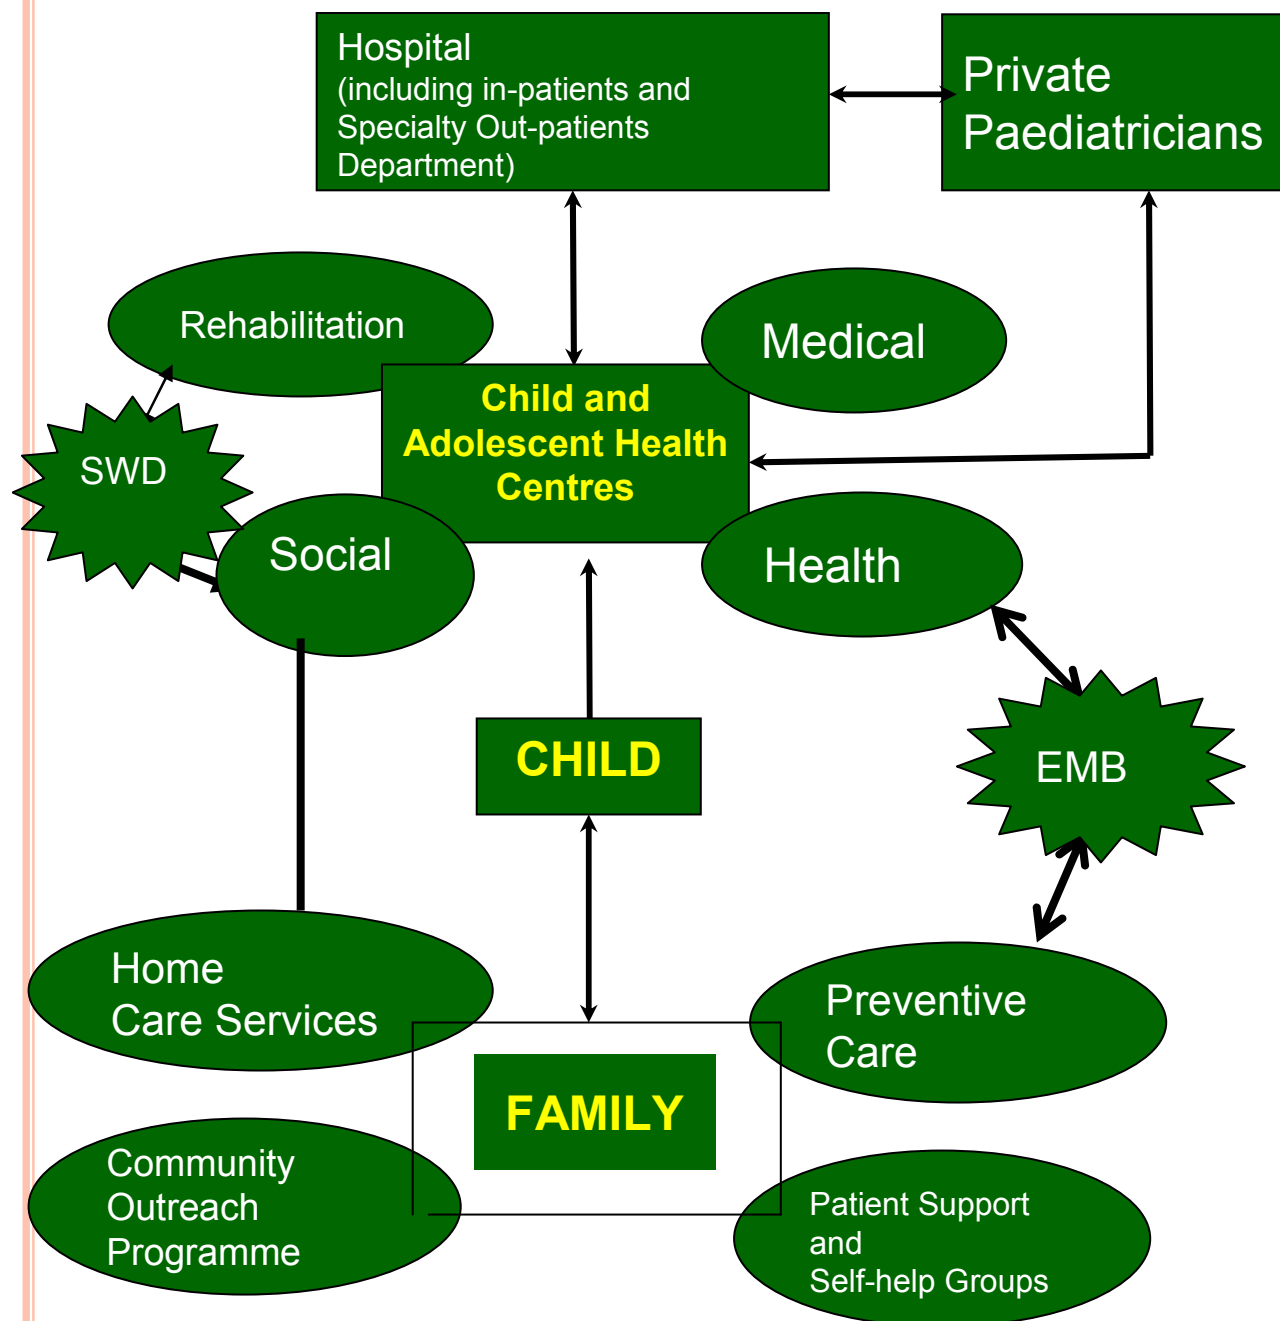 Hospital
(including in-patients and
Specialty Out-patients
Department)
Private
Paediatricians
Rehabilitation
Medical
Child and
Adolescent Health
Centres
SWD
Social
Health
CHILD
EMB
Home
Care Services
Preventive
Care
FAMILY
Community
Outreach
Programme
Patient Support
and
Self-help Groups